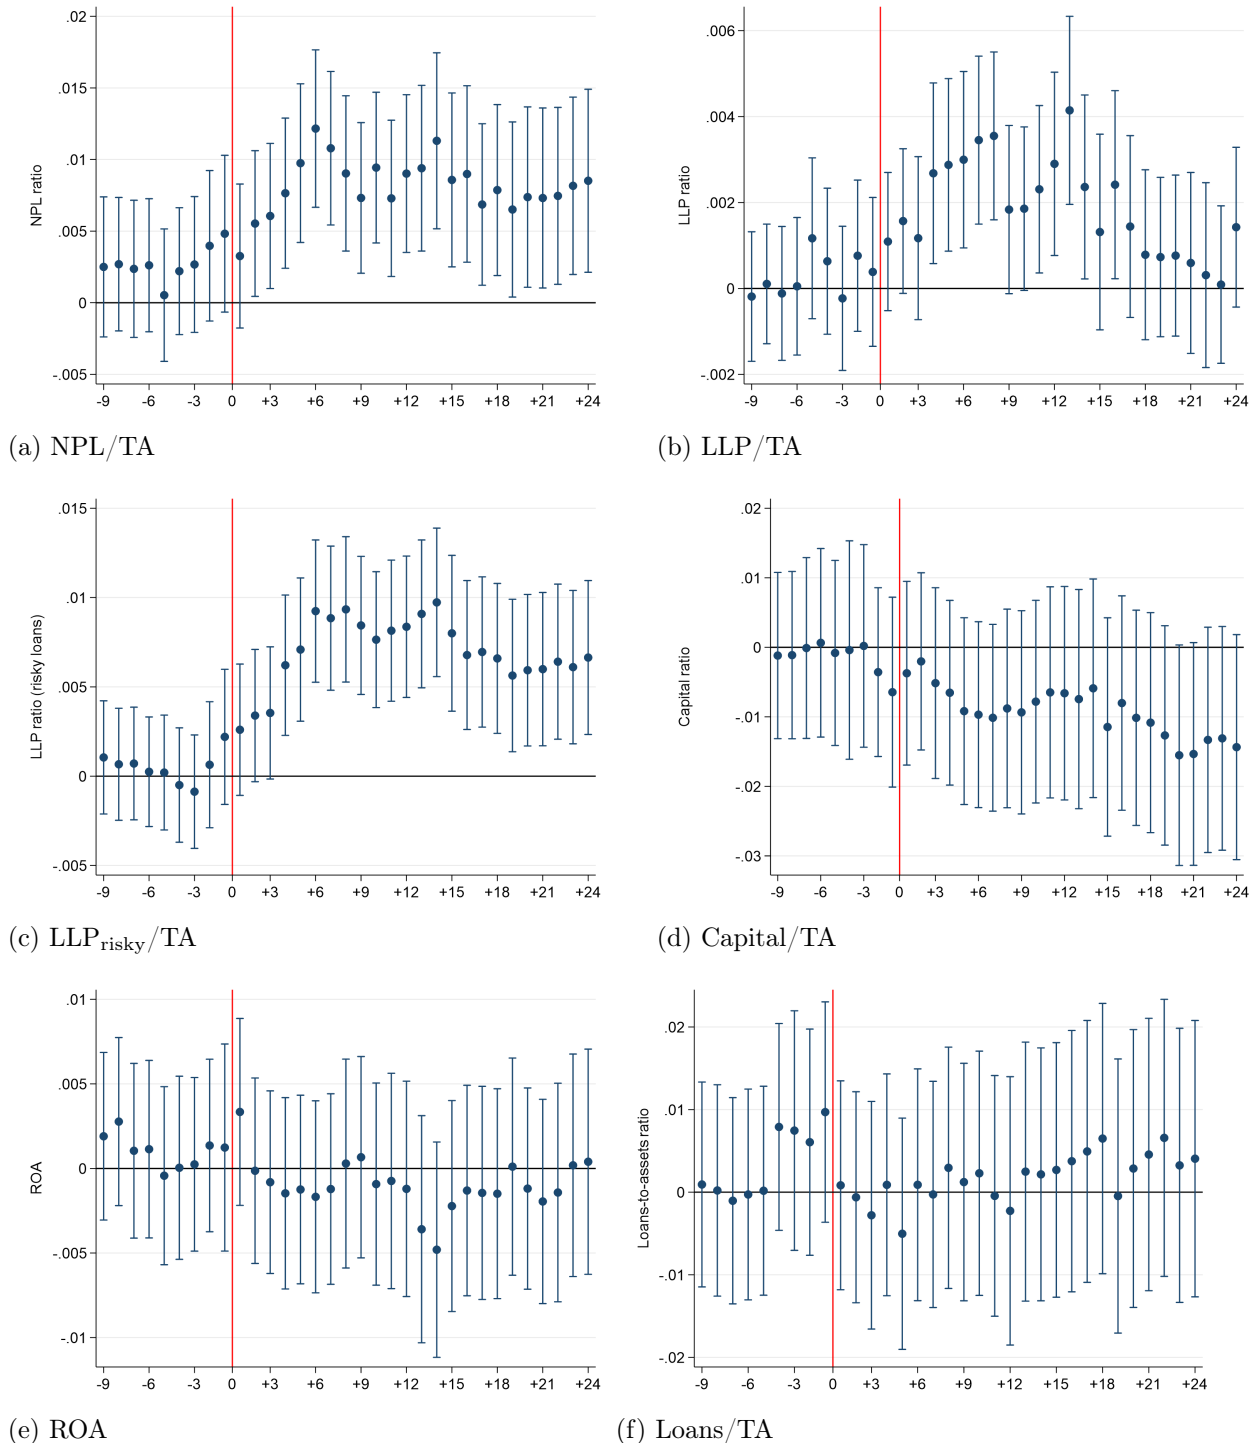 .02
.015
.01
.005
0
-.005
NPL ratio
-9 -6 -3 0 +3 +6 +9 +12 +15 +18 +21 +24
(a) NPL/TA
.006
.004
.002
0
-.002
LLP ratio
-9 -6 -3 0 +3 +6 +9 +12 +15 +18 +21 +24
(b) LLP/TA
.015
.01
.005
0
-.005
LLP ratio (risky loans)
-9 -6 -3 0 +3 +6 +9 +12 +15 +18 +21 +24
(c) LLPrisky/TA
.02
.01
0
-.01
-.02
-.03
Capital ratio
-9 -6 -3 0 +3 +6 +9 +12 +15 +18 +21 +24
(d) Capital/TA
.01
.005
0
-.005
-.01
ROA
-9 -6 -3 0 +3 +6 +9 +12 +15 +18 +21 +24
(e) ROA
.02
.01
0
-.01
-.02
Loans-to-assets ratio
-9 -6 -3 0 +3 +6 +9 +12 +15 +18 +21 +24
(f) Loans/TA